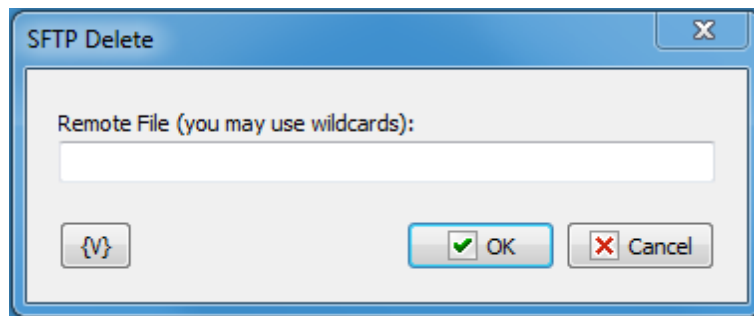 SFTP Delete
Remote File (you may use wildcards):
{V}
OK
Cancel